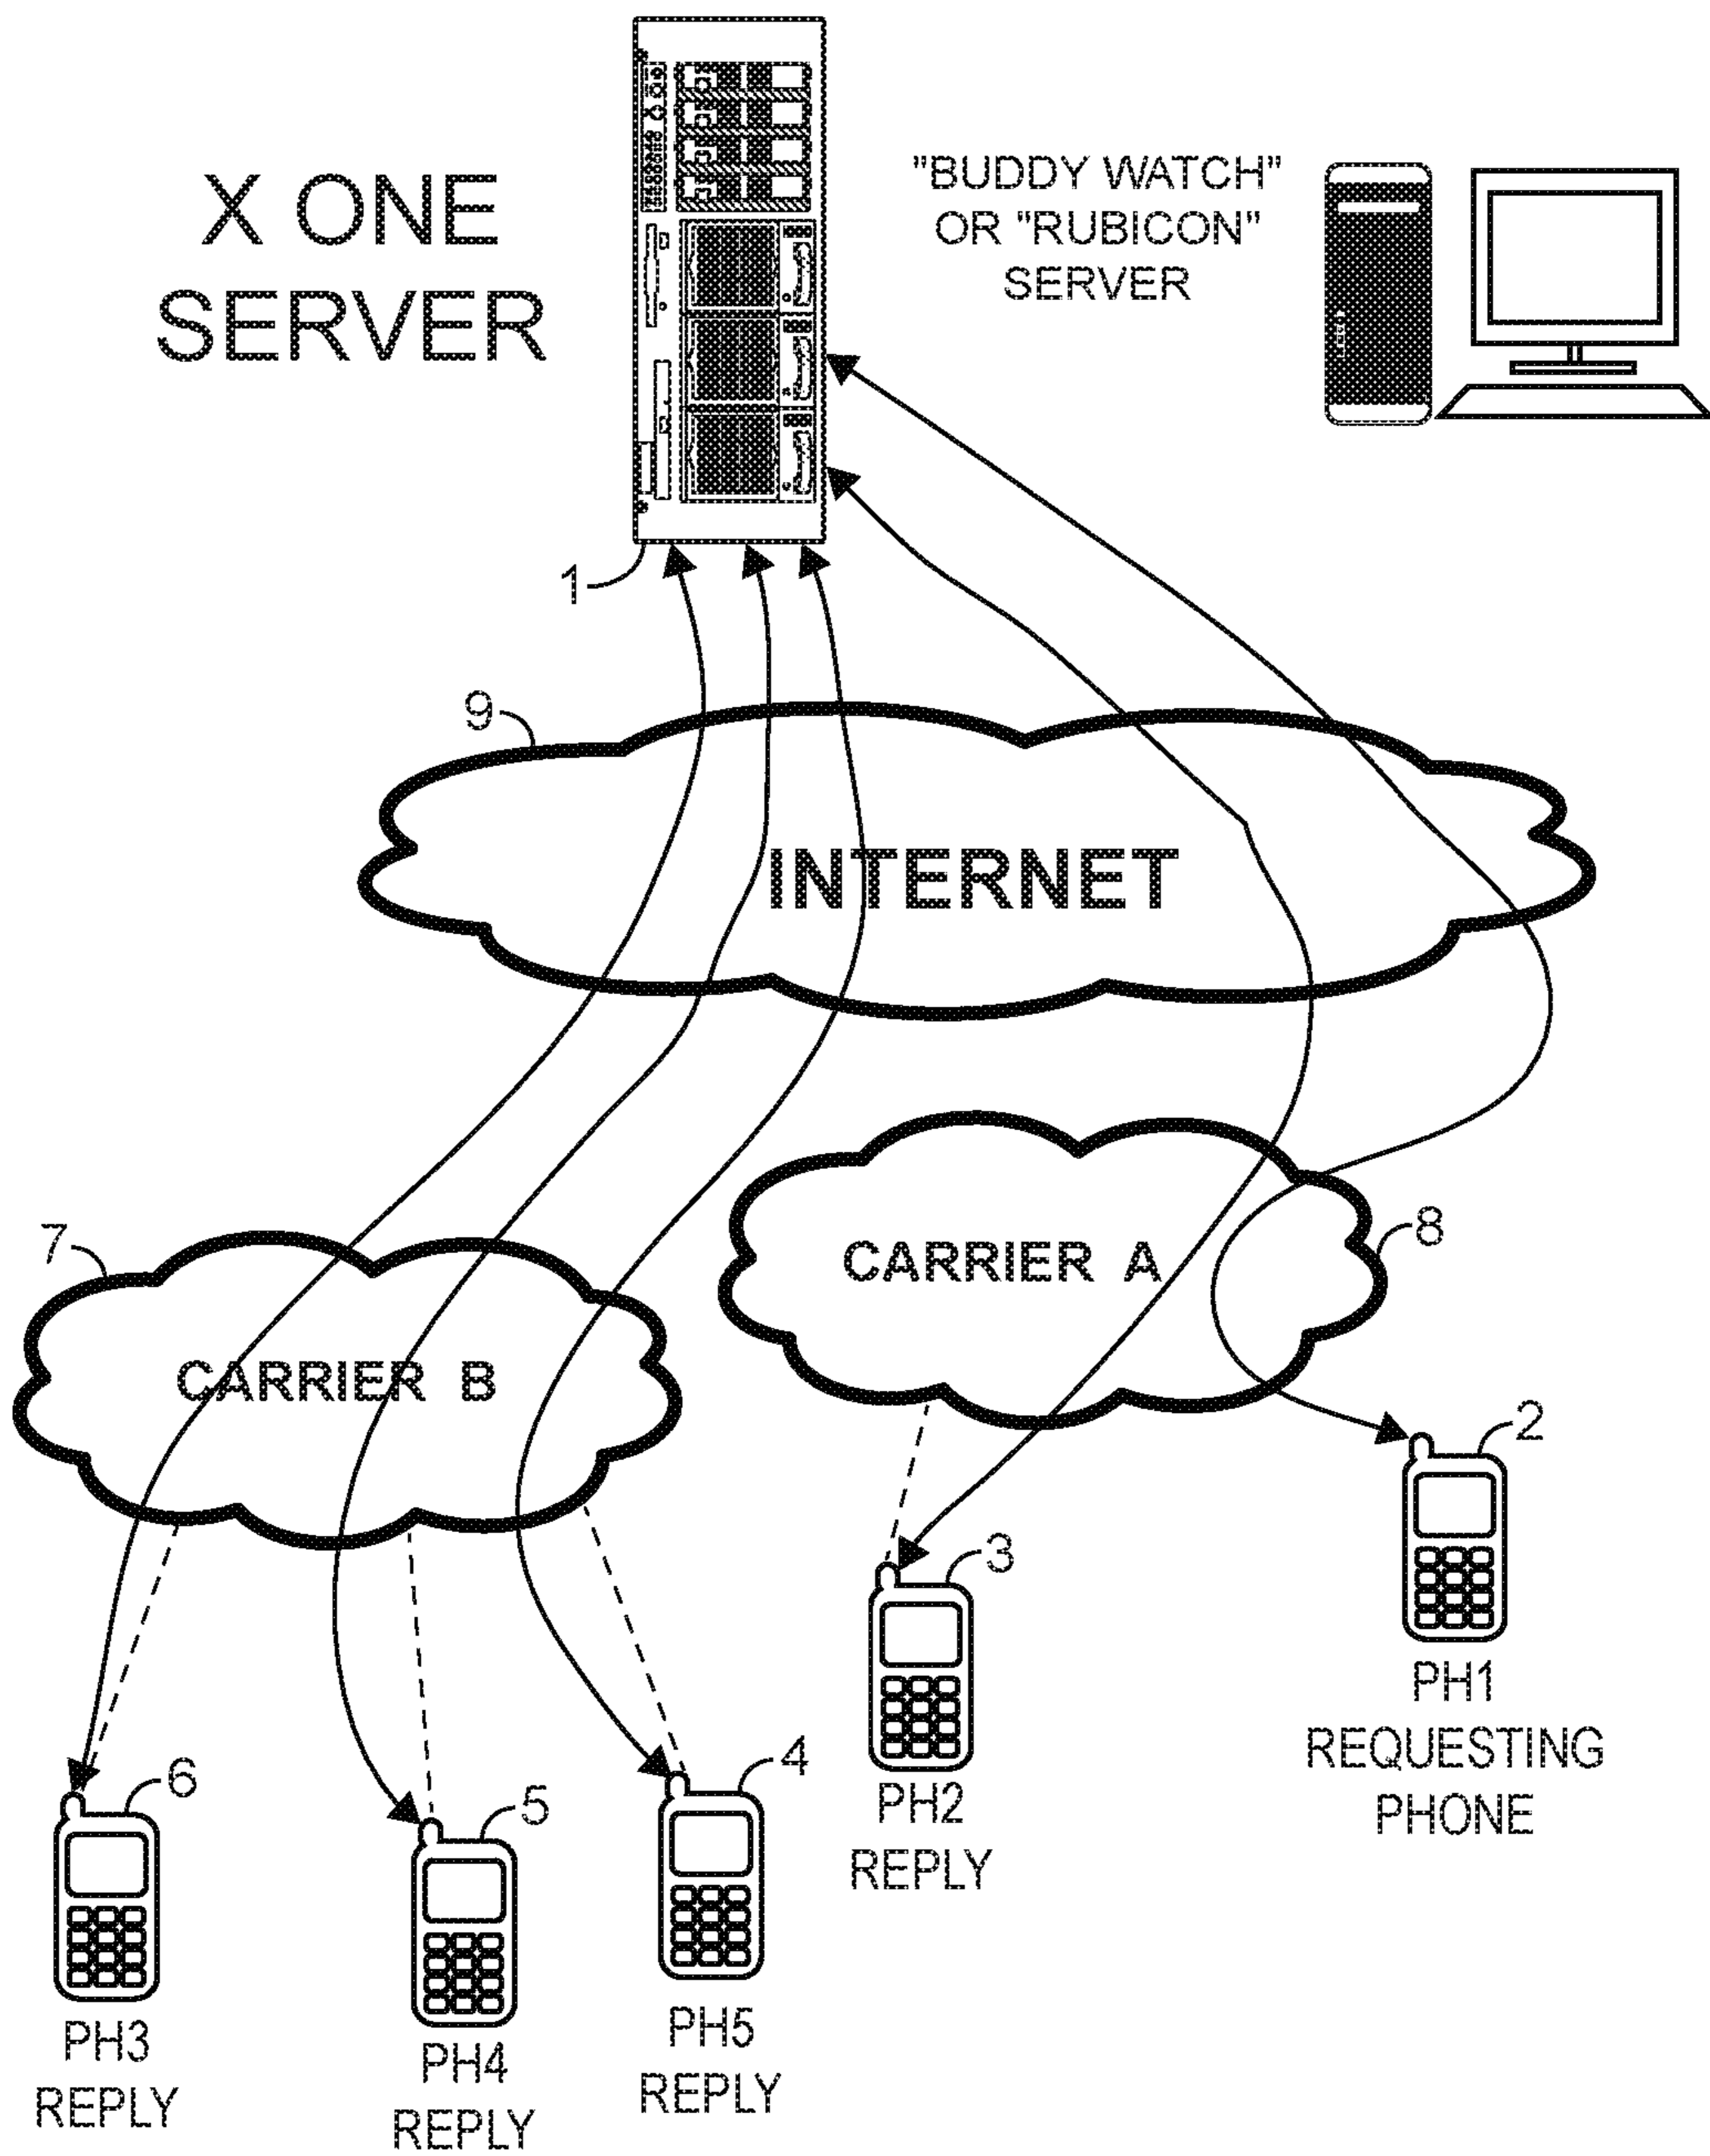 X ONE
SERVER
"BUDDY WATCH"
OR "RUBICON"
SERVER
1
9
INTERNET
7
CARRIER B
CARRIER A
8
2
PH1
REQUESTING
PHONE
3
PH2
REPLY
6
PH3
REPLY
5
PH4
REPLY
4
PH5
REPLY